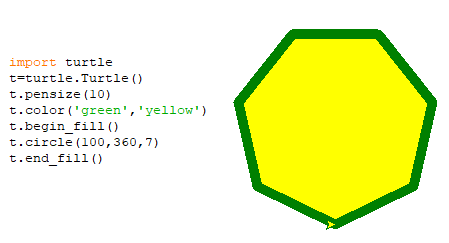 import turtle
t=turtle.Turtle()
t.pensize(10)
t.color('green','yellow')
t.begin_fill()
t.circle(100,360,7)
t.end_fill()